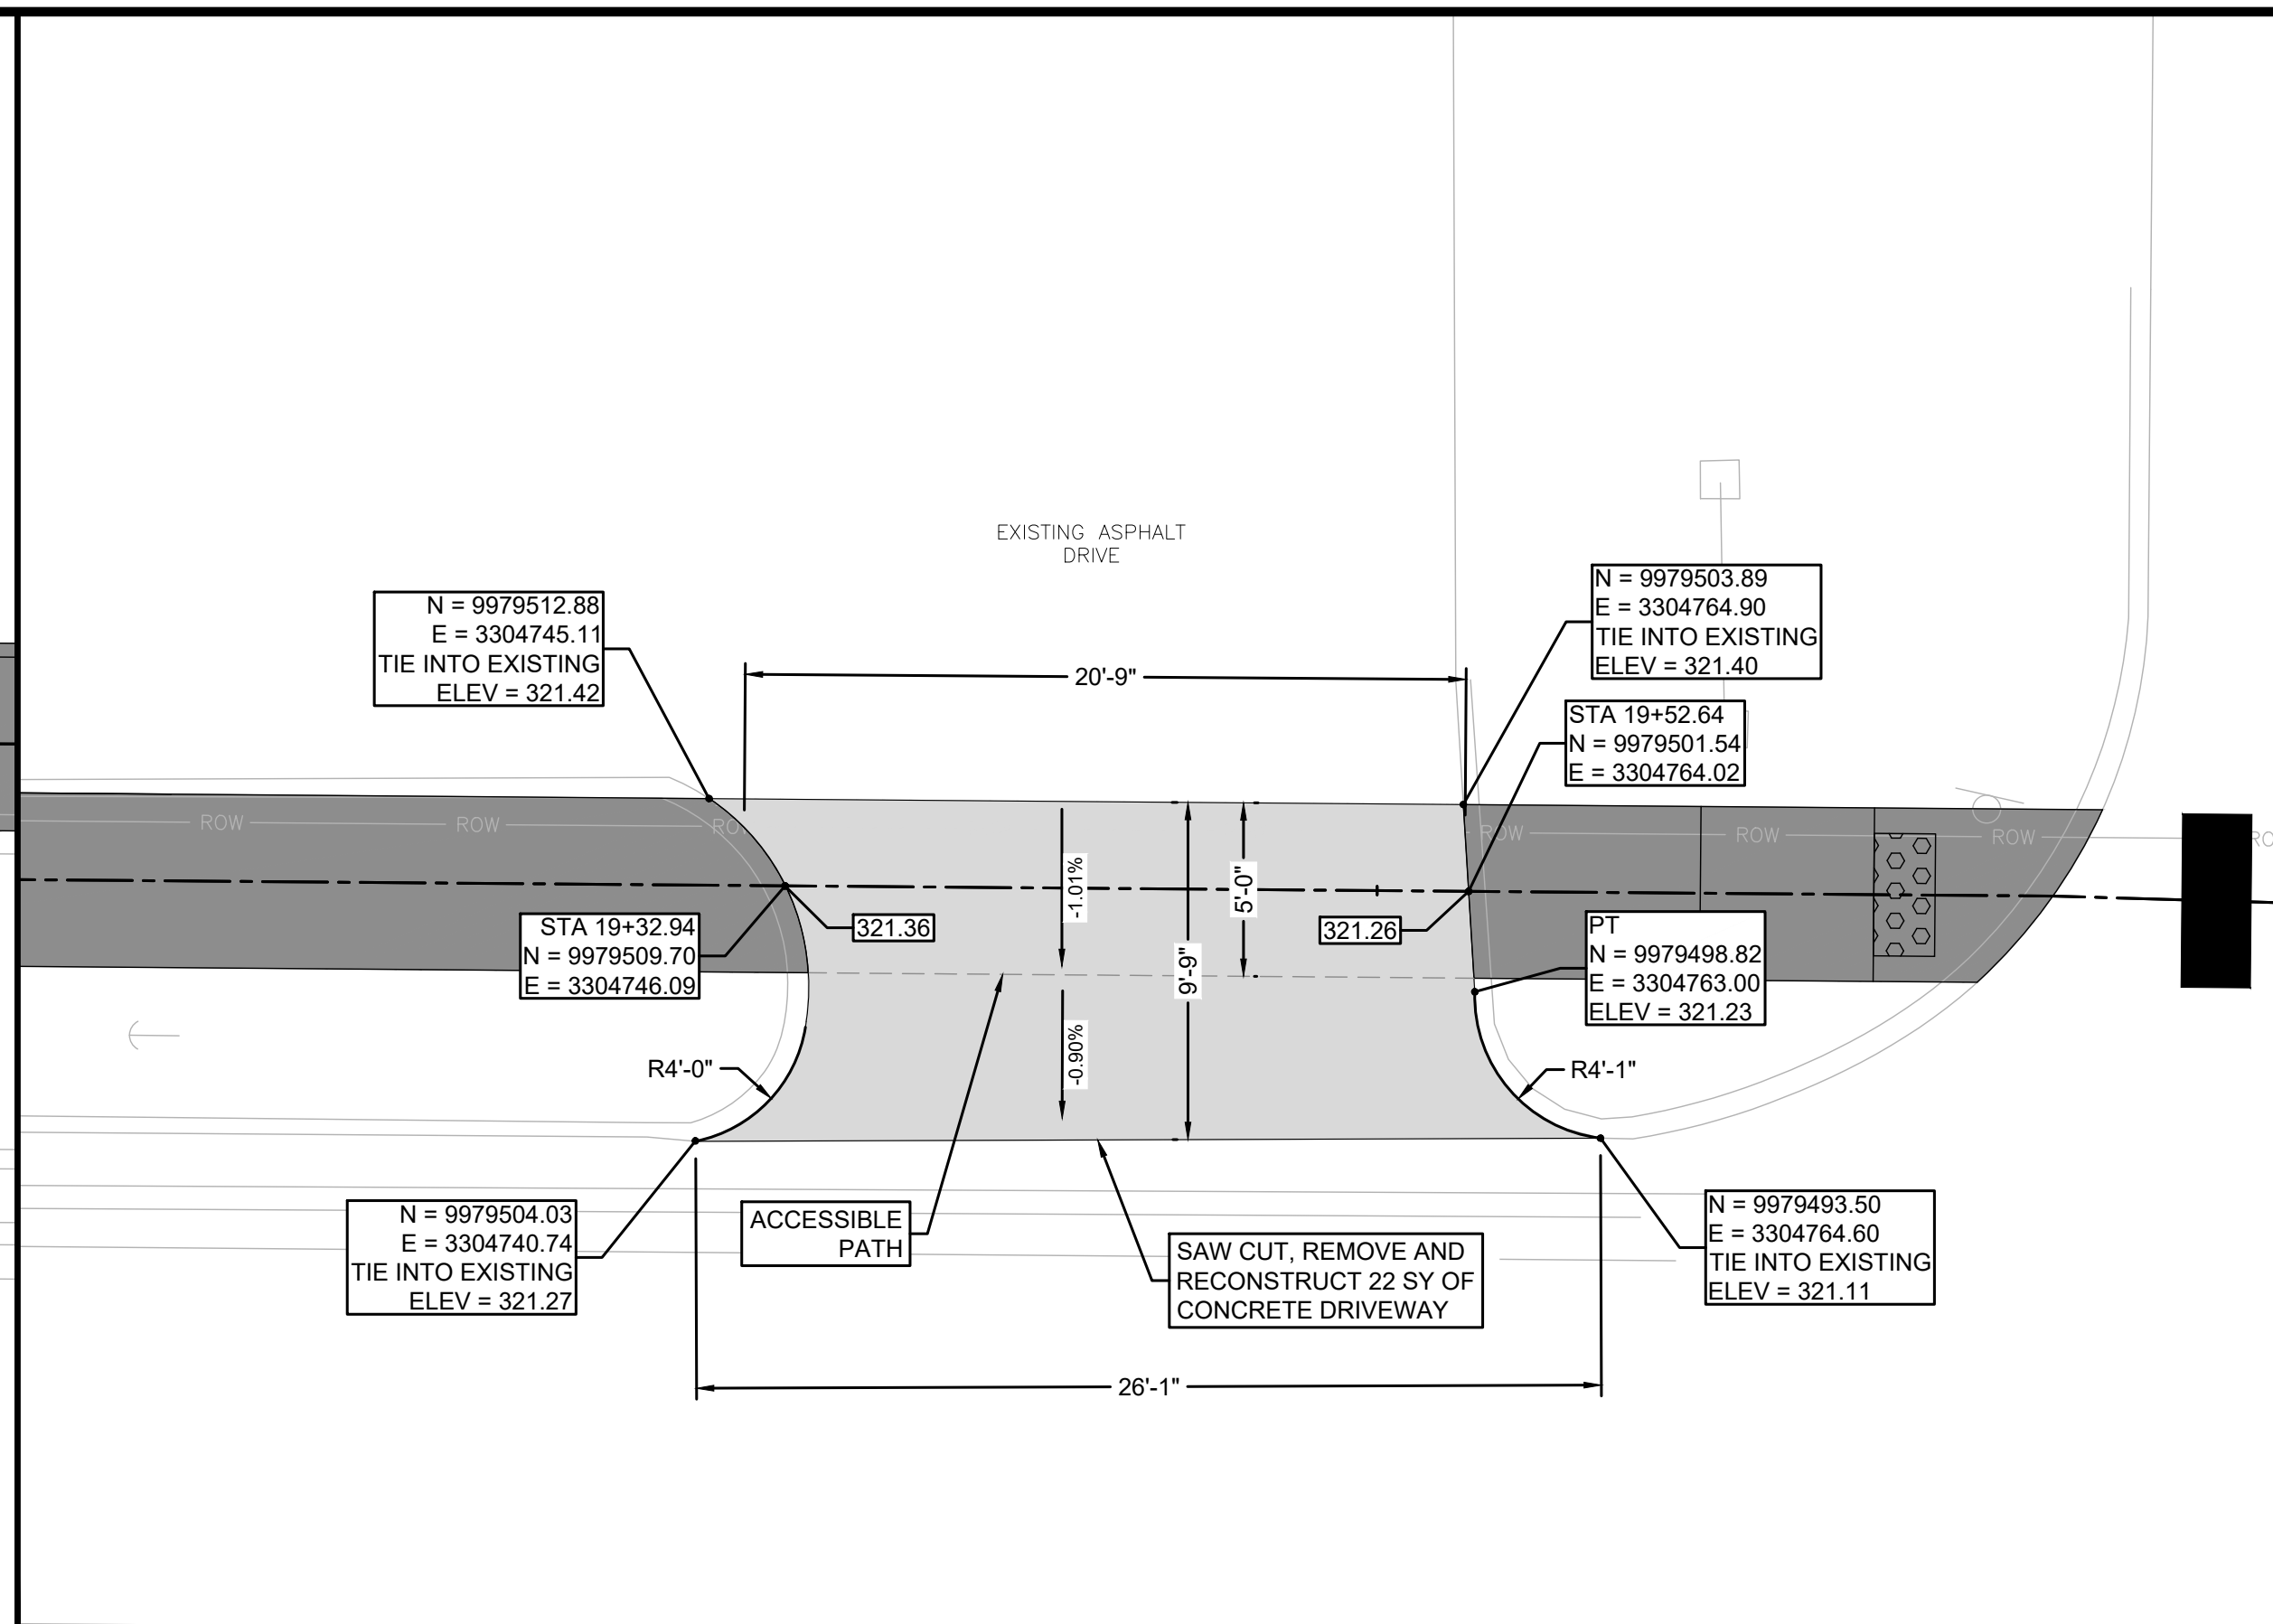 EXISTING ASPHALT
DRIVE
N = 9979512.88
E = 3304745.11
TIE INTO EXISTING
ELEV = 321.42
N = 9979503.89
E = 3304764.90
TIE INTO EXISTING
ELEV = 321.40
20'-9"
STA 19+52.64
N = 9979501.54
E = 3304764.02
ROW
ROW
ROW
ROW
ROW
ROW
-1.01%
5'-0"
321.36
321.26
STA 19+32.94
N = 9979509.70
E = 3304746.09
9'-9"
PT
N = 9979498.82
E = 3304763.00
ELEV = 321.23
-0.90%
R4'-0"
R4'-1"
N = 9979504.03
E = 3304740.74
TIE INTO EXISTING
ELEV = 321.27
ACCESSIBLE
PATH
SAW CUT, REMOVE AND
RECONSTRUCT 22 SY OF
CONCRETE DRIVEWAY
N = 9979493.50
E = 3304764.60
TIE INTO EXISTING
ELEV = 321.11
26'-1"